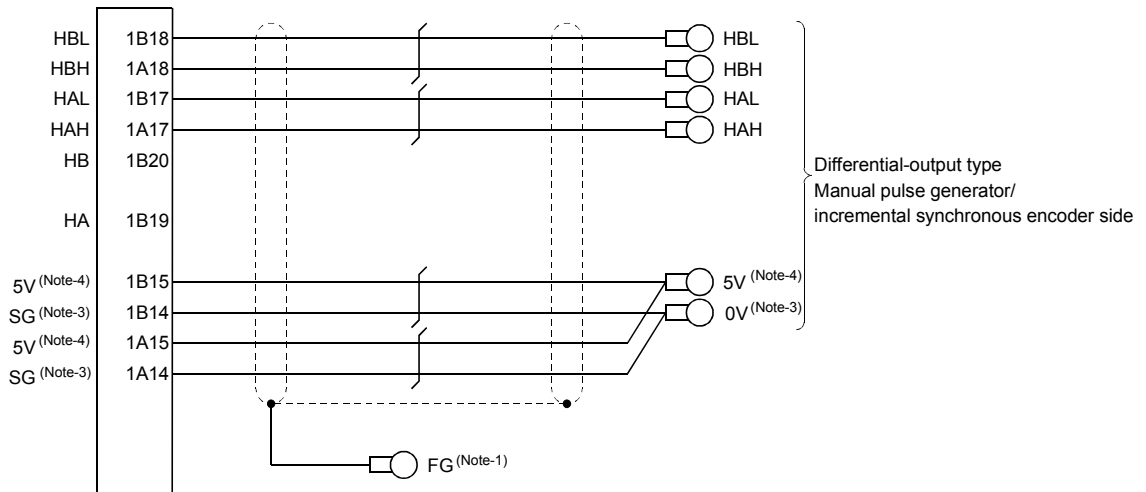 HBL 1B18 HBL
HBH 1A18 HBH
HAL 1B17 HAL
HAH 1A17 HAH
HB 1B20
Differential-output type
Manual pulse generator/
incremental synchronous encoder side
HA 1B19
5V (Note-4) 1B15 5V (Note-4)
SG (Note-3) 1B14 0V (Note-3)
5V (Note-4) 1A15
SG (Note-3) 1A14
FG (Note-1)